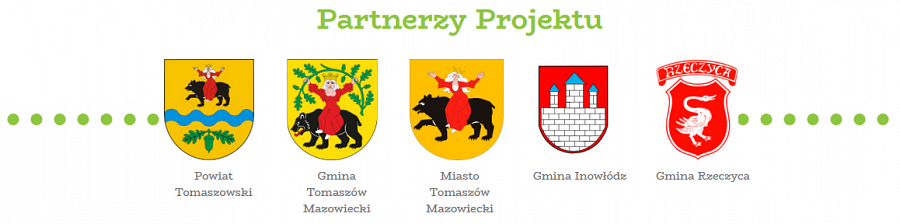 Partnerzy Projektu
RZECZYCA
Powiat
Tomaszowski
Gmina
Tomaszów
Mazowiecki
Miasto
Tomaszów
Mazowiecki
Gmina Inowłódz
Gmina Rzeczyca